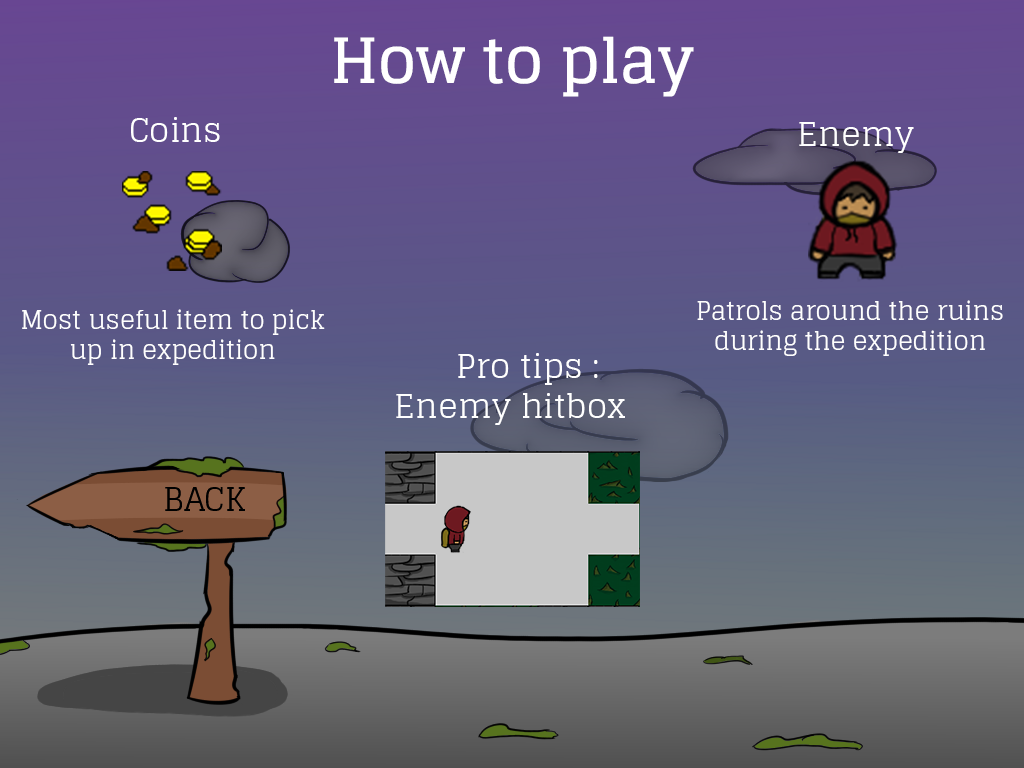 How to play
Coins
Enemy
Most useful item to pick
up in expedition
Patrols around the ruins
during the expedition
Pro tips :
Enemy hitbox
BACK